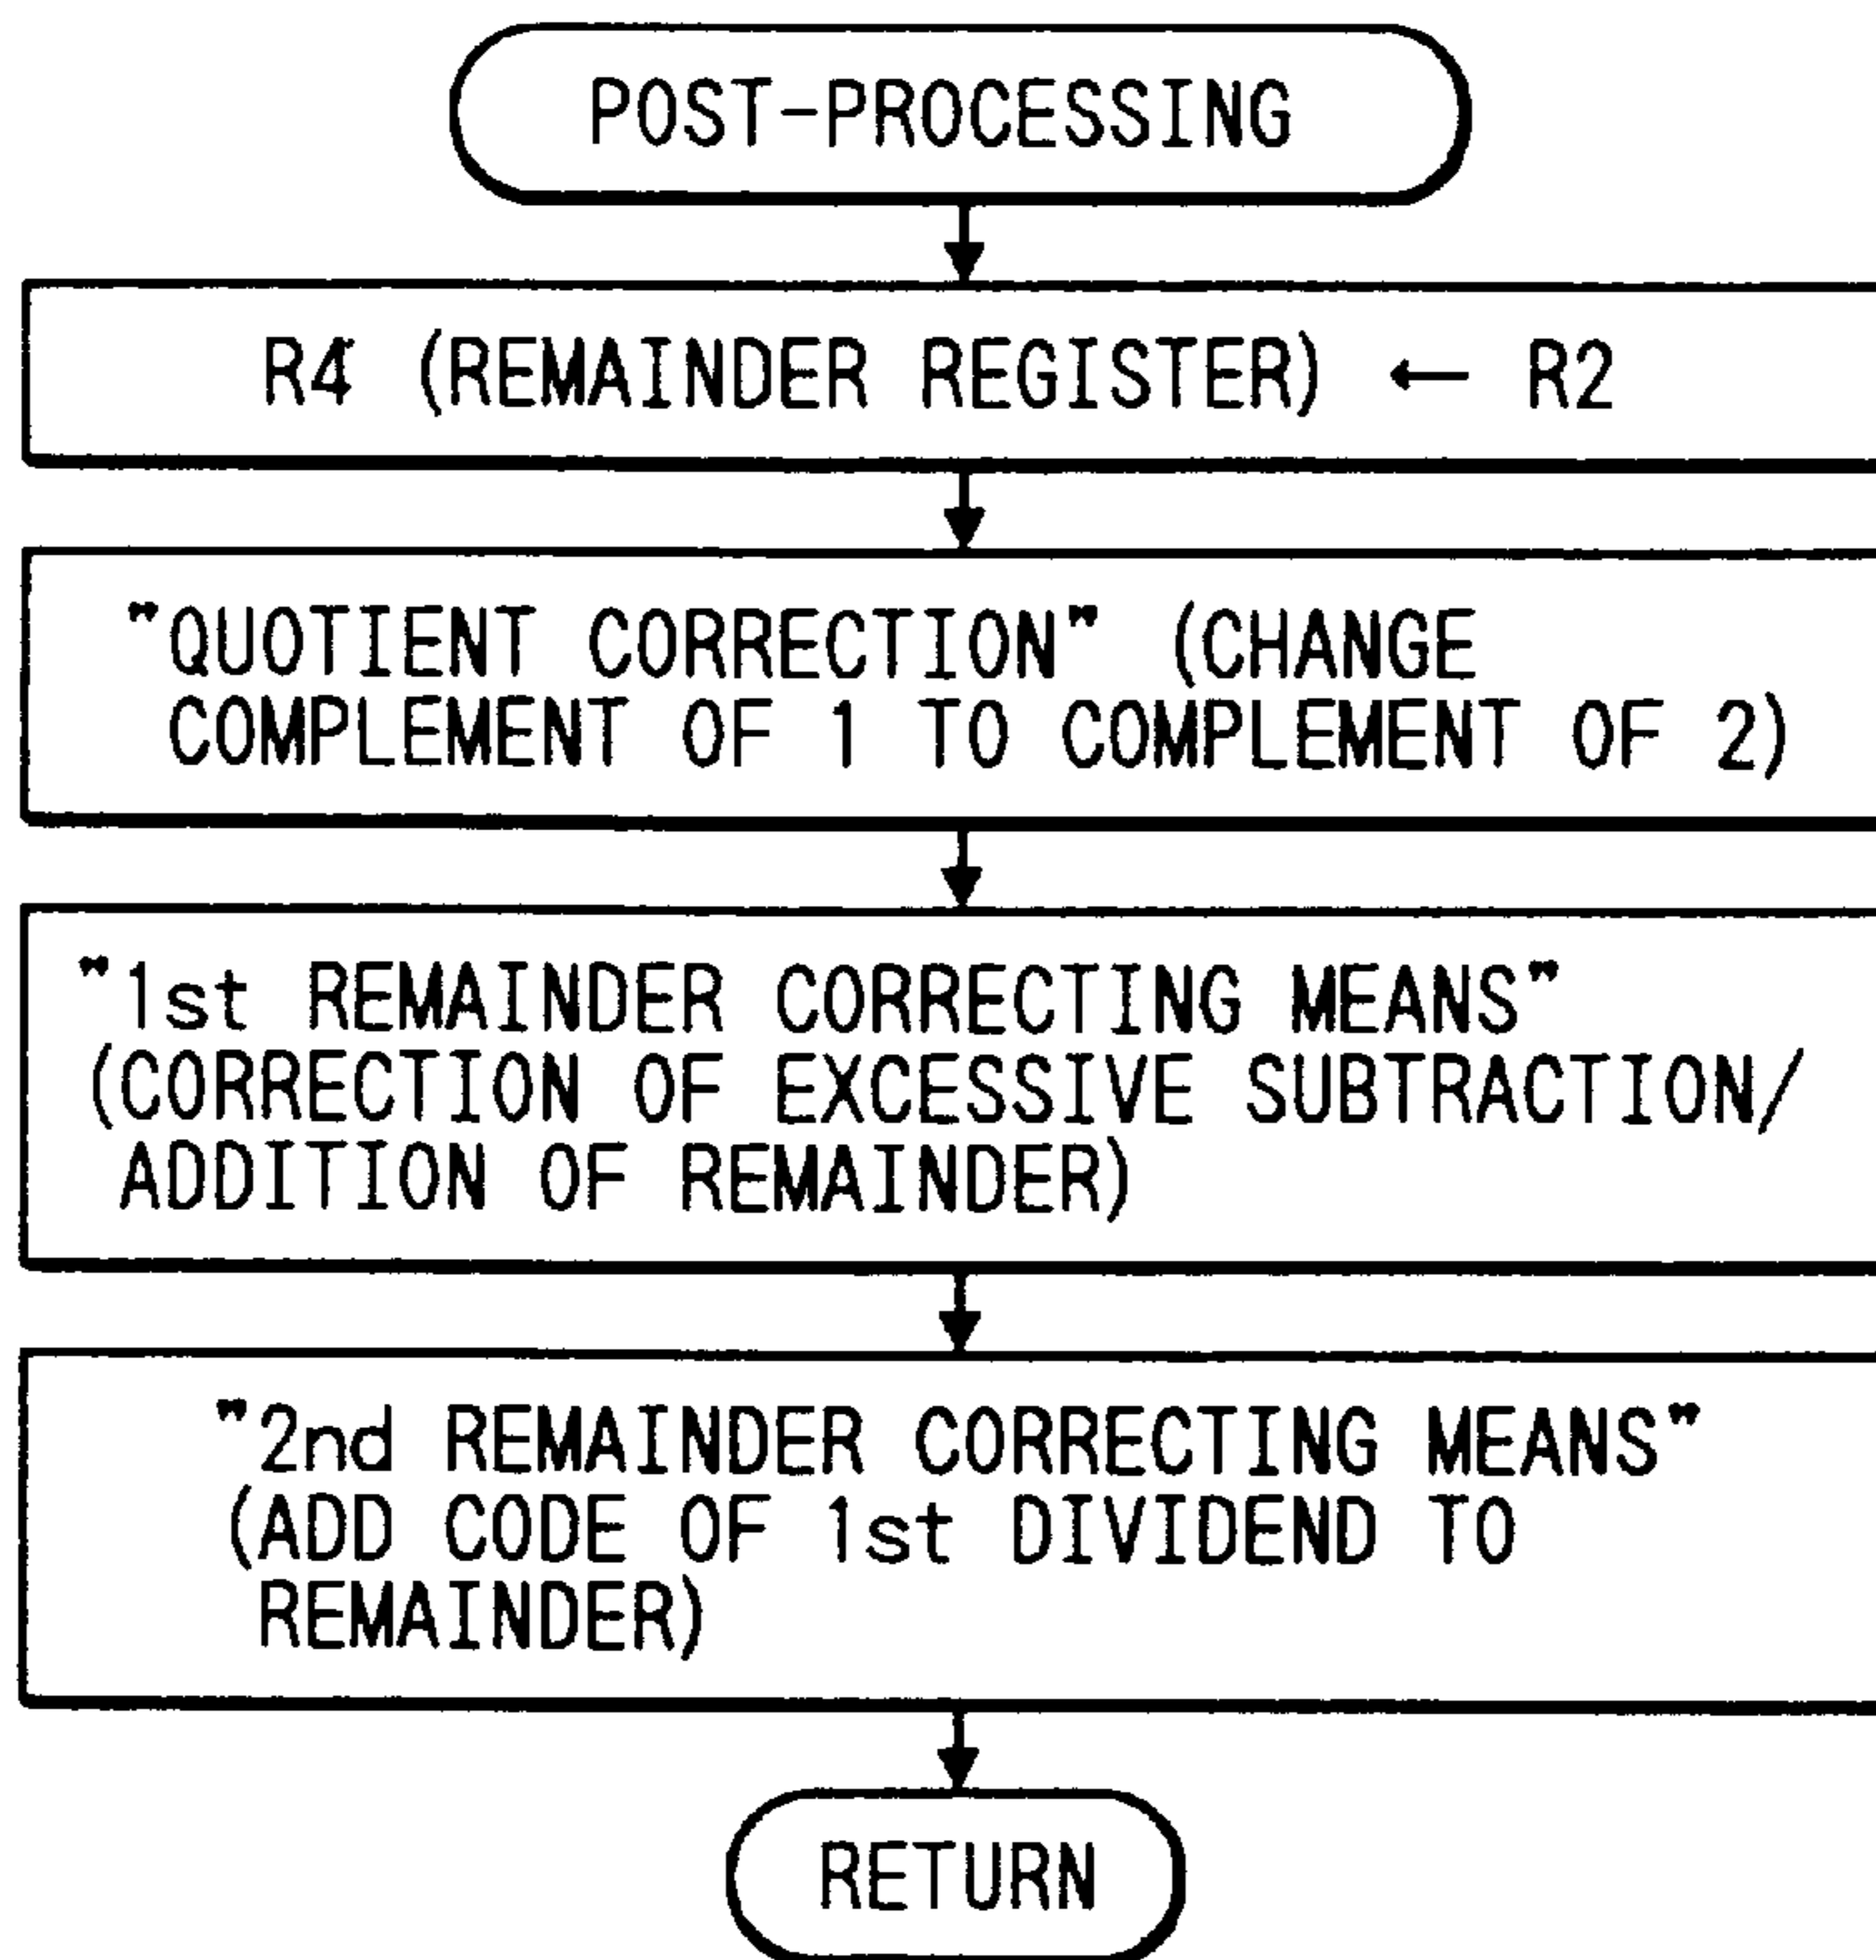 POST-PROCESSING
R4 (REMAINDER REGISTER) ← R2
"QUOTIENT CORRECTION" (CHANGE
COMPLEMENT OF 1 TO COMPLEMENT OF 2)
"1st REMAINDER CORRECTING MEANS"
(CORRECTION OF EXCESSIVE SUBTRACTION/
ADDITION OF REMAINDER)
"2nd REMAINDER CORRECTING MEANS"
(ADD CODE OF 1st DIVIDEND TO
REMAINDER)
RETURN